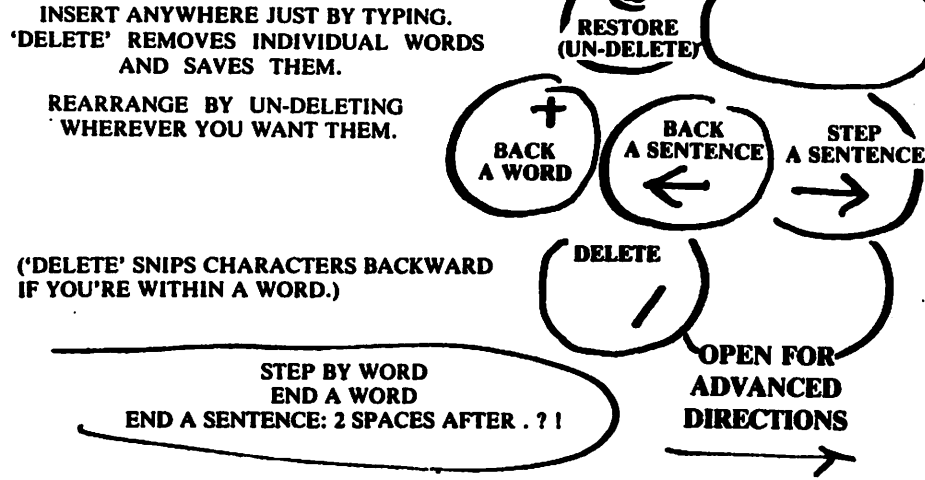 INSERT ANYWHERE JUST BY TYPING.
'DELETE' REMOVES INDIVIDUAL WORDS
AND SAVES THEM.
REARRANGE BY UN-DELETING
WHEREVER YOU WANT THEM.
RESTORE
(UN-DELETE)
+
BACK
A WORD
BACK
A SENTENCE
←
STEP
A SENTENCE
→
('DELETE' SNIPS CHARACTERS BACKWARD
IF YOU'RE WITHIN A WORD.)
DELETE
/
STEP BY WORD
END A WORD
END A SENTENCE: 2 SPACES AFTER . ? !
OPEN FOR
ADVANCED
DIRECTIONS
→